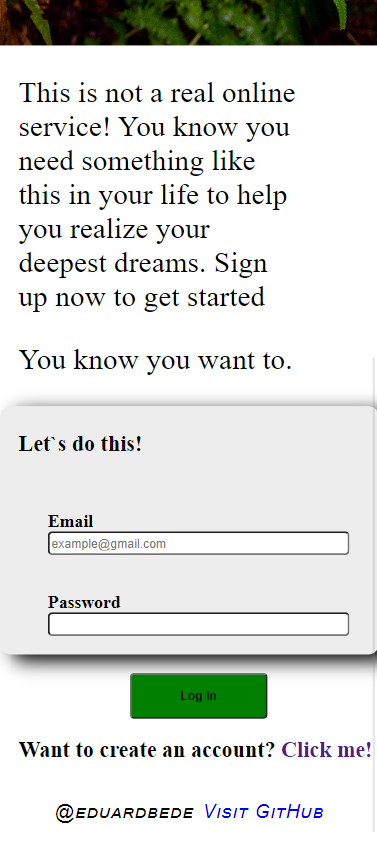 This is not a real online
service! You know you
need something like
this in your life to help
you realize your
deepest dreams. Sign
up now to get started
You know you want to.
Let`s do this!
Email
example@gmail.com
Password
Log In
Want to create an account? Click me!
@eduardbede Visit GitHub